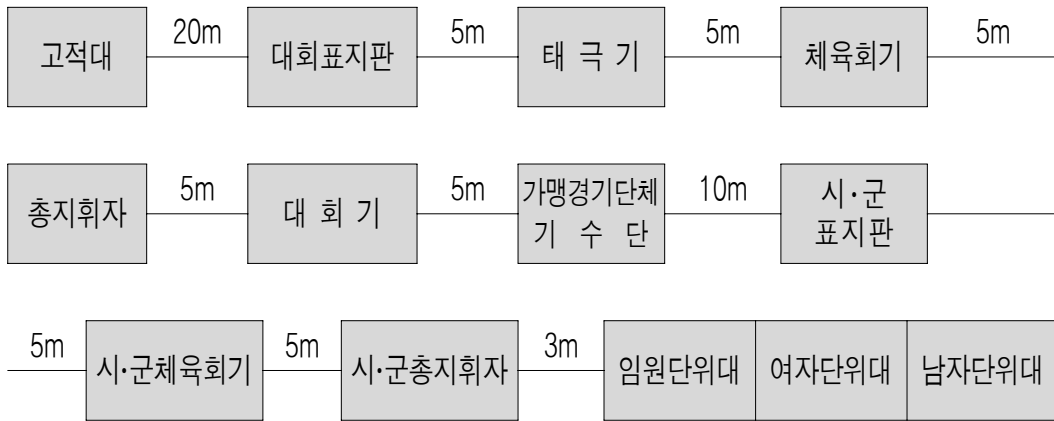 고적대 20m 대회표지판 5m 태 극 기 5m 체육회기 5m
총지휘자 5m 대 회 기 5m 가맹경기단체 10m 시·군
기 수 단 표지판
5m 시·군체육회기 5m 시·군총지휘자 3m 임원단위대 여자단위대 남자단위대